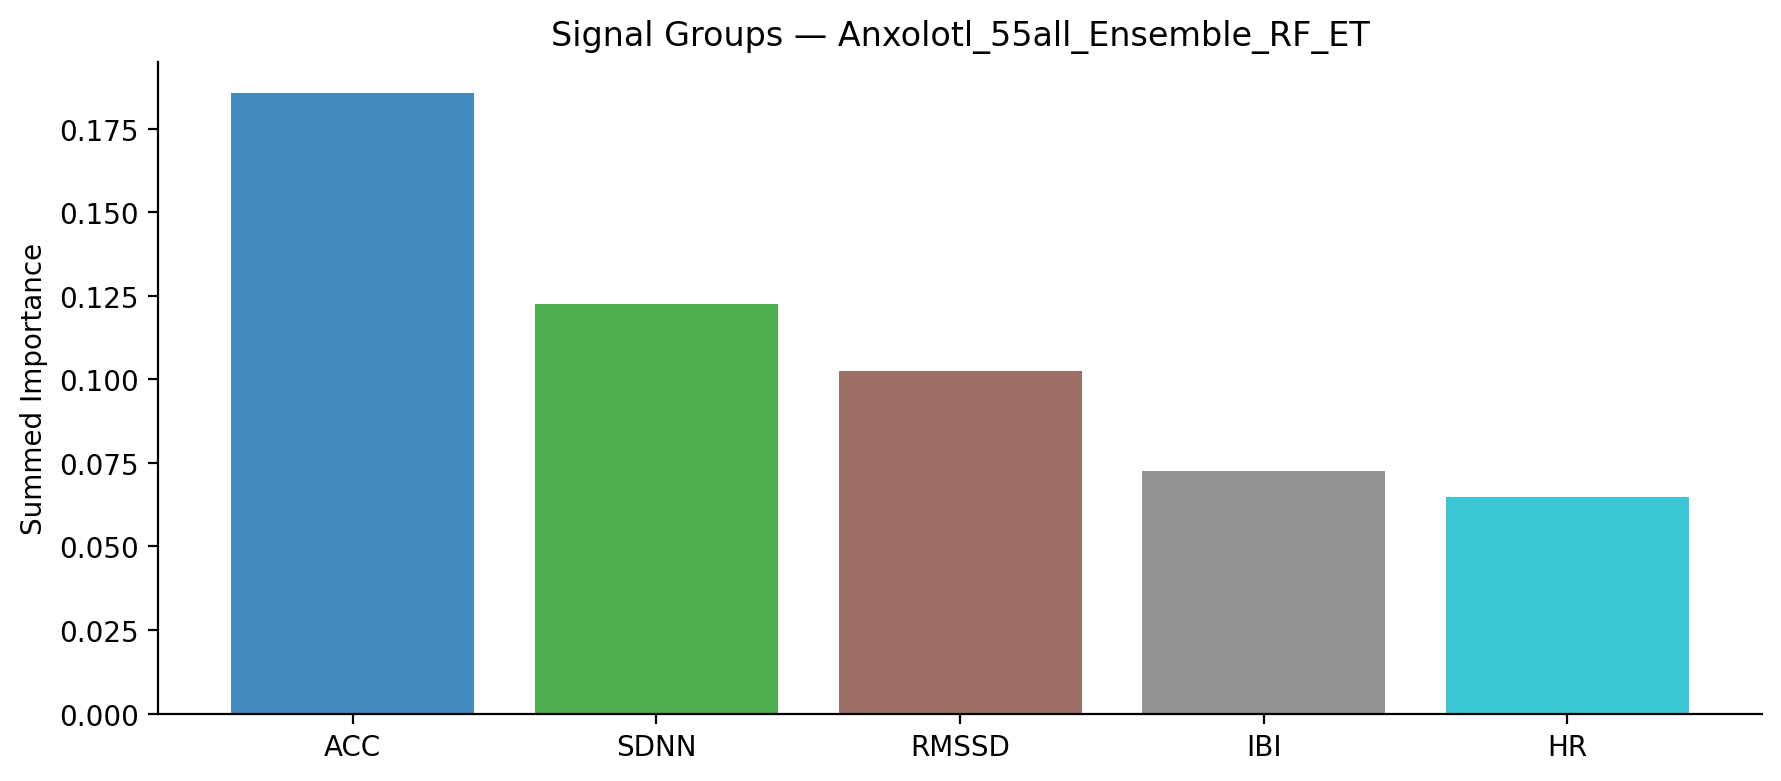 Signal Groups — Anxolotl_55all_Ensemble_RF_ET
Summed Importance
0.175
0.150
0.125
0.100
0.075
0.050
0.025
0.000
ACC SDNN RMSSD IBI HR